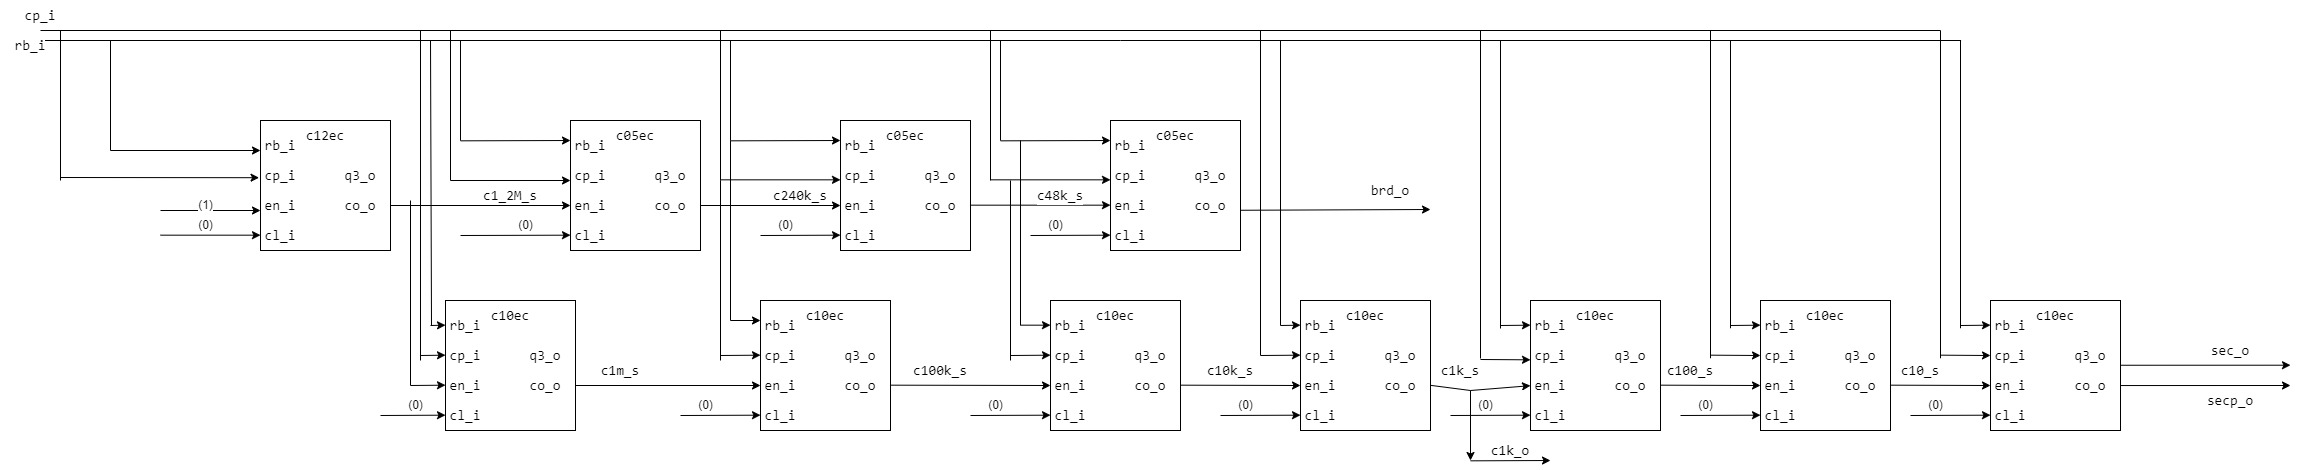 cp_i
rb_i
c12ec
rb_i
cp_i q3_o
(1) en_i co_o
(0) cl_i
c1_2M_s
c05ec
rb_i
cp_i q3_o
en_i co_o
(0) cl_i
c240k_s
c05ec
rb_i
cp_i q3_o
en_i co_o
(0) cl_i
c48k_s
c05ec
rb_i
cp_i q3_o
en_i co_o
(0) cl_i
brd_o
c10ec
rb_i
cp_i q3_o
en_i co_o
(0) cl_i
c1m_s
c10ec
rb_i
cp_i q3_o
en_i co_o
(0) cl_i
c100k_s
c10ec
rb_i
cp_i q3_o
en_i co_o
(0) cl_i
c10k_s
c10ec
rb_i
cp_i q3_o
en_i co_o
(0) cl_i
c1k_s
c1k_o
c10ec
rb_i
cp_i q3_o
en_i co_o
(0) cl_i
c100_s
c10ec
rb_i
cp_i q3_o
en_i co_o
(0) cl_i
c10_s
c10ec
rb_i
cp_i q3_o
en_i co_o
(0) cl_i
sec_o
secp_o